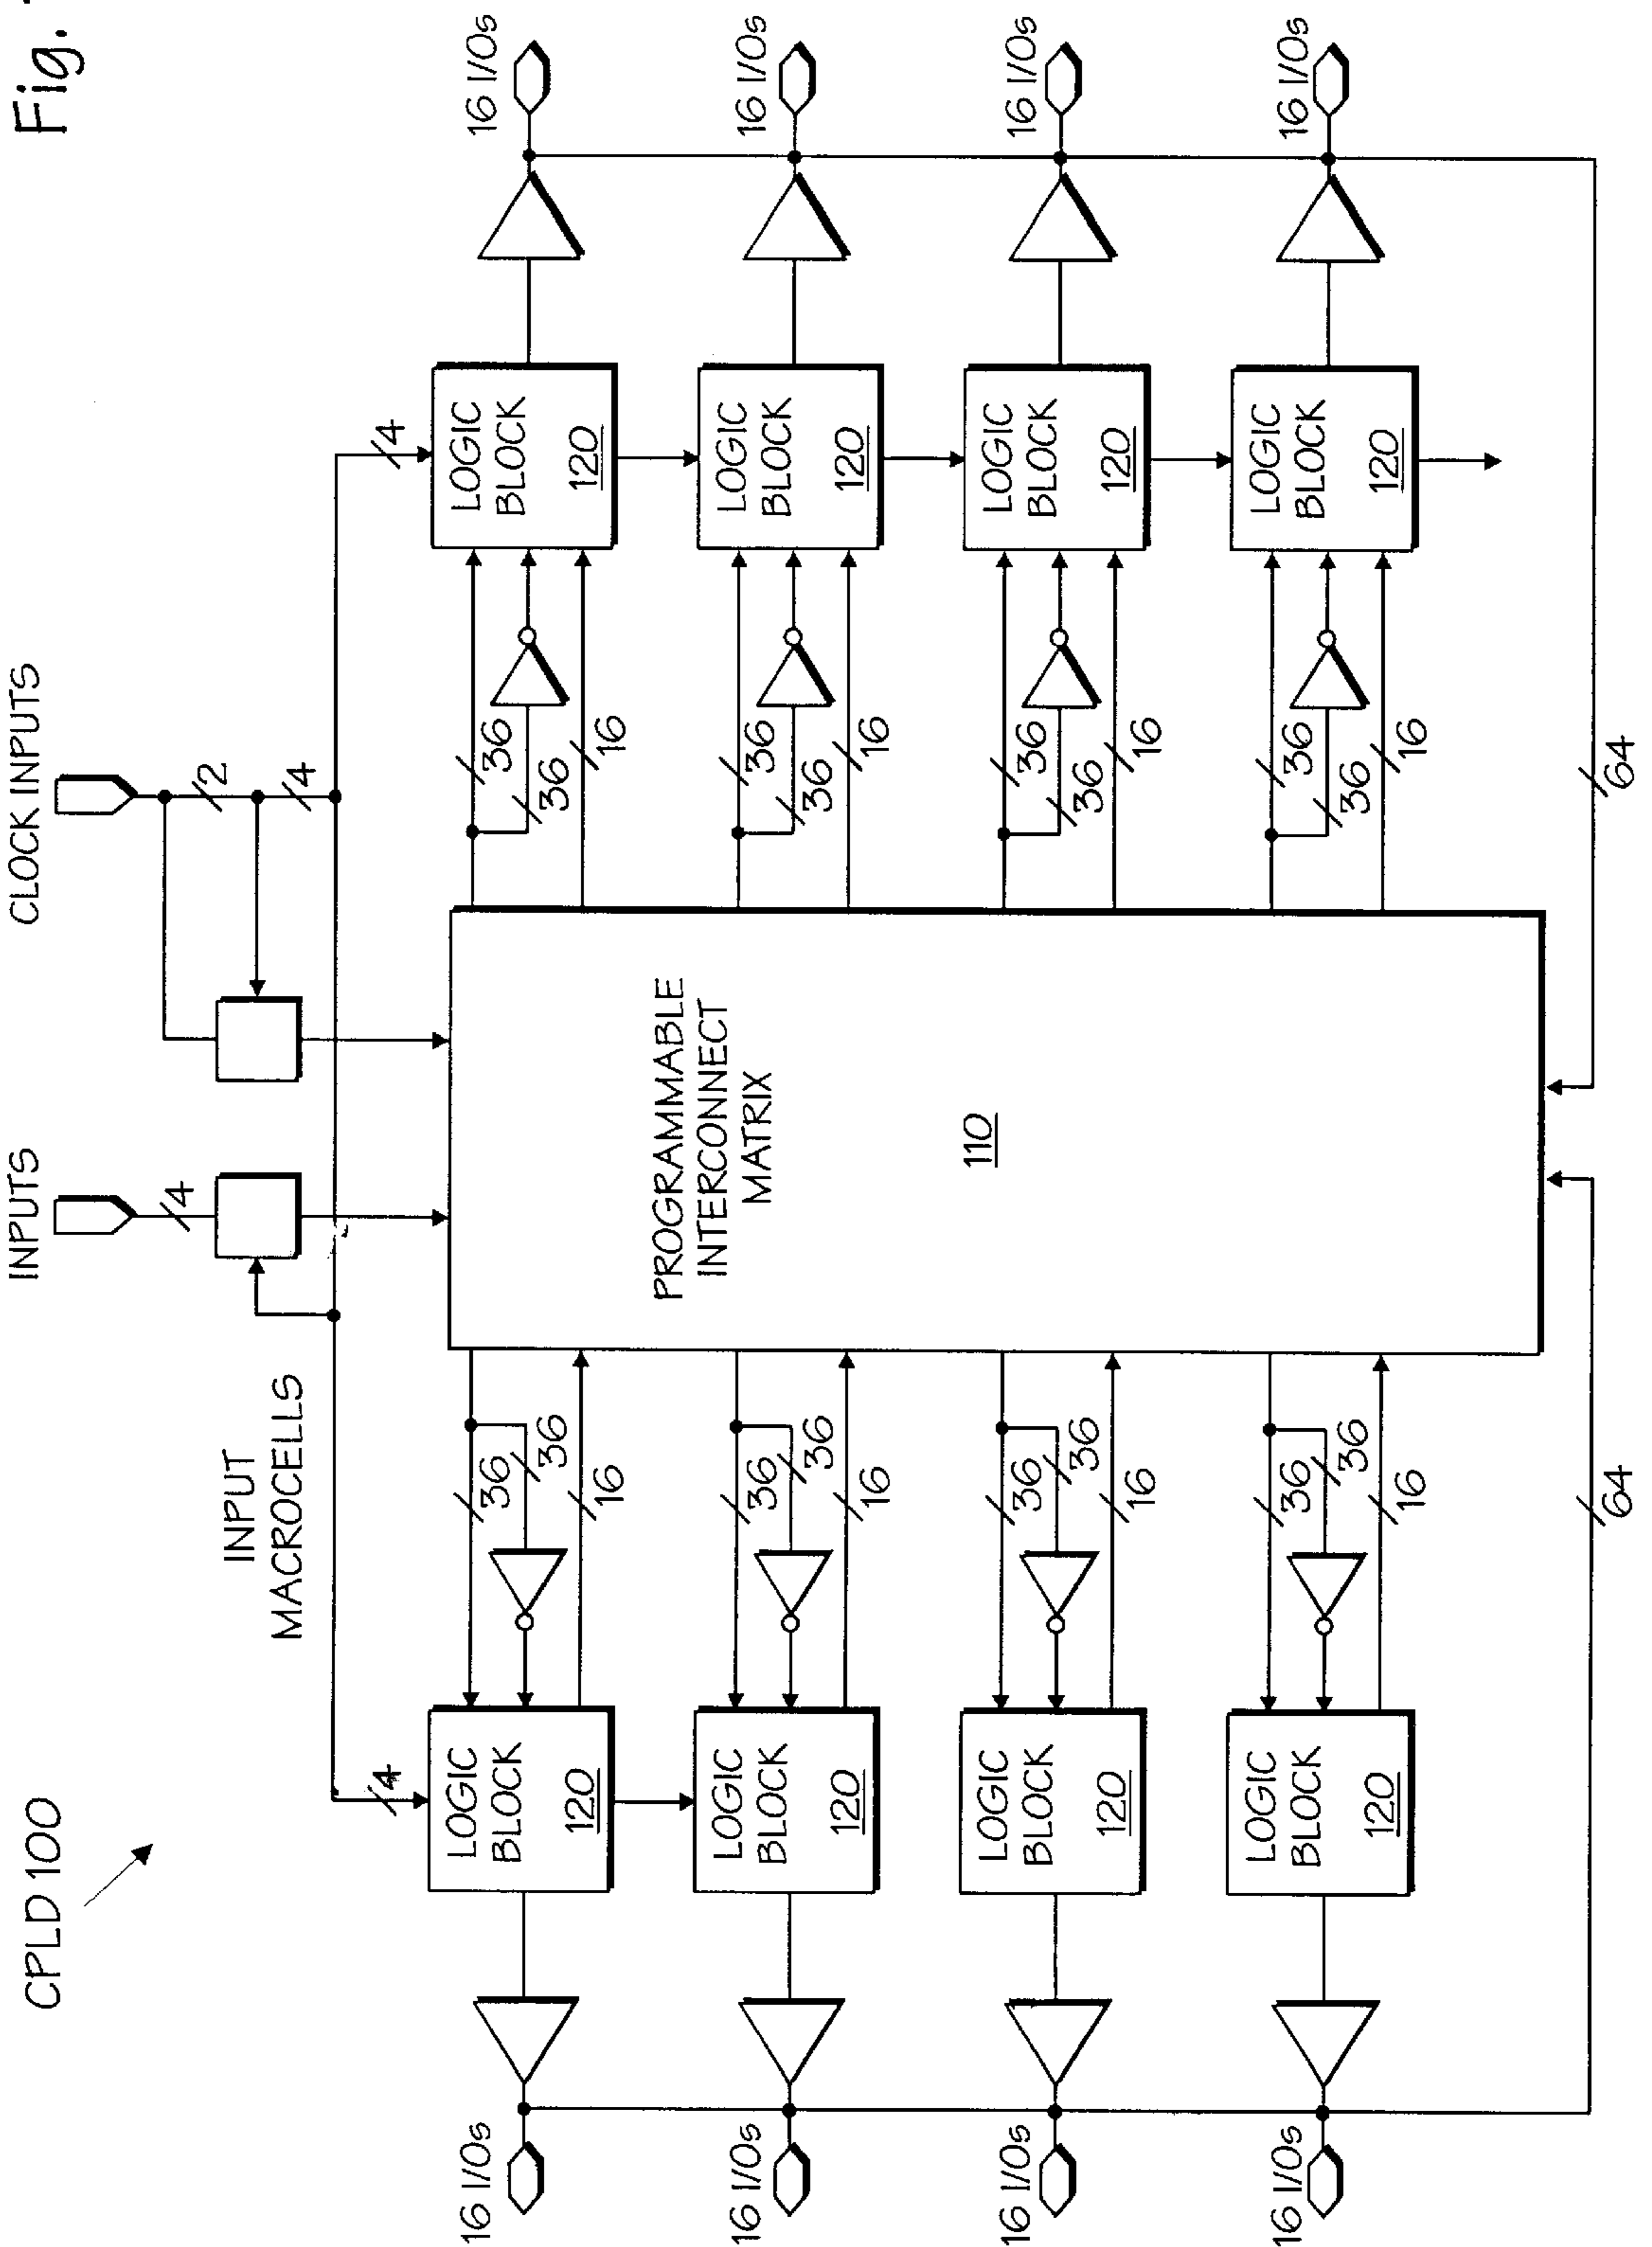 Fig.
CPLD 100
INPUTS
CLOCK INPUTS
INPUT
MACROCELLS
4
2
4
4
4
16 I/Os
LOGIC
BLOCK
120
36
36
16
PROGRAMMABLE
INTERCONNECT
MATRIX
110
36
36
16
LOGIC
BLOCK
120
16 I/Os
16 I/Os
LOGIC
BLOCK
120
36
36
16
36
36
16
LOGIC
BLOCK
120
16 I/Os
16 I/Os
LOGIC
BLOCK
120
36
36
16
36
36
16
LOGIC
BLOCK
120
16 I/Os
16 I/Os
LOGIC
BLOCK
120
36
36
16
36
36
16
LOGIC
BLOCK
120
16 I/Os
64
64